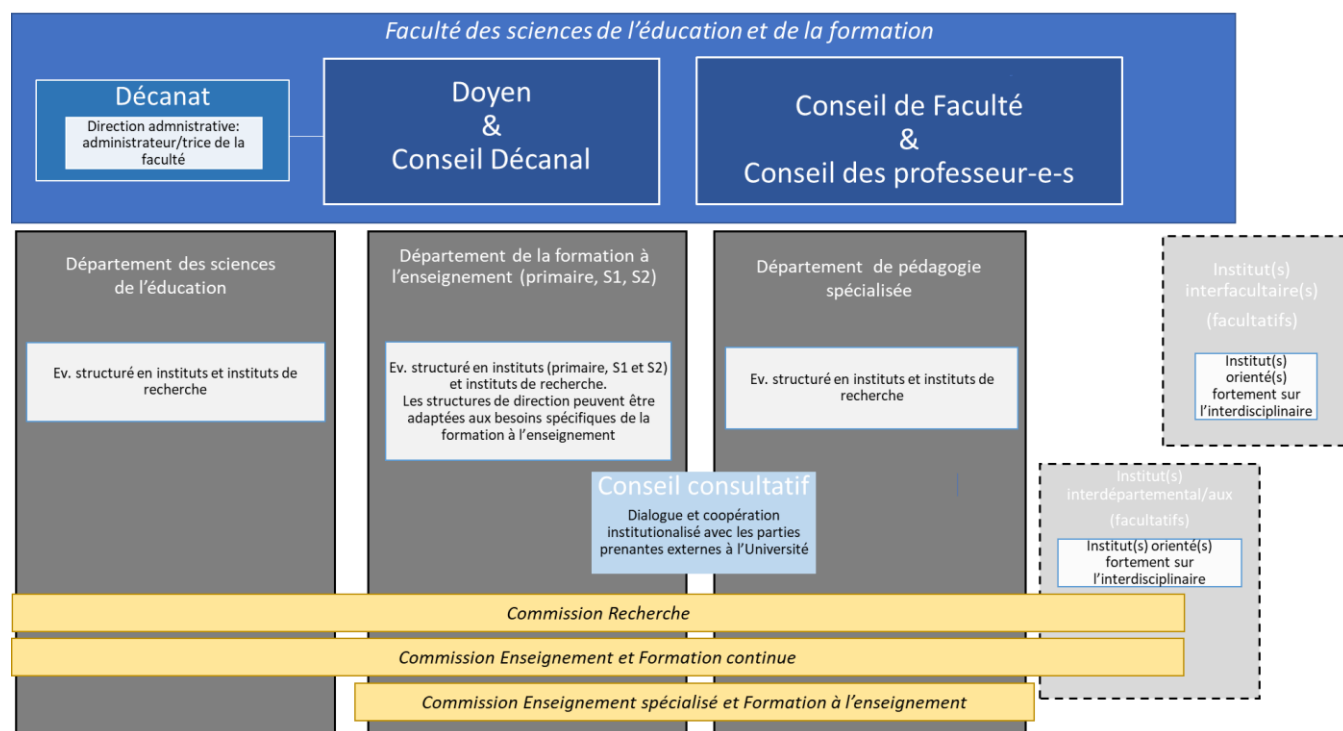 Faculté des sciences de l'éducation et de la formation
Décanat
Direction admnistrative:
administrateur/trice de la
faculté
Doyen
&
Conseil Décanal
Conseil de Faculté
&
Conseil des professeur-e-s
Département des sciences
de l'éducation
Ev. structuré en instituts et instituts de
recherche
Département de la formation à
l'enseignement (primaire, S1, S2)
Ev. structuré en instituts (primaire, S1 et S2)
et instituts de recherche.
Les structures de direction peuvent être
adaptées aux besoins spécifiques de la
formation à l'enseignement
Département de pédagogie
spécialisée
Ev. structuré en instituts et instituts de
recherche
Institut(s)
interfacultaire(s)
(facultatifs)
Institut(s)
orienté(s)
fortement sur
l'interdisciplinaire
Conseil consultatif
Dialogue et coopération
institutionalisé avec les parties
prenantes externes à l'Université
Institut(s)
interdépartemental/aux
(facultatifs)
Institut(s) orienté(s)
fortement sur
l'interdisciplinaire
Commission Recherche
Commission Enseignement et Formation continue
Commission Enseignement spécialisé et Formation à l'enseignement